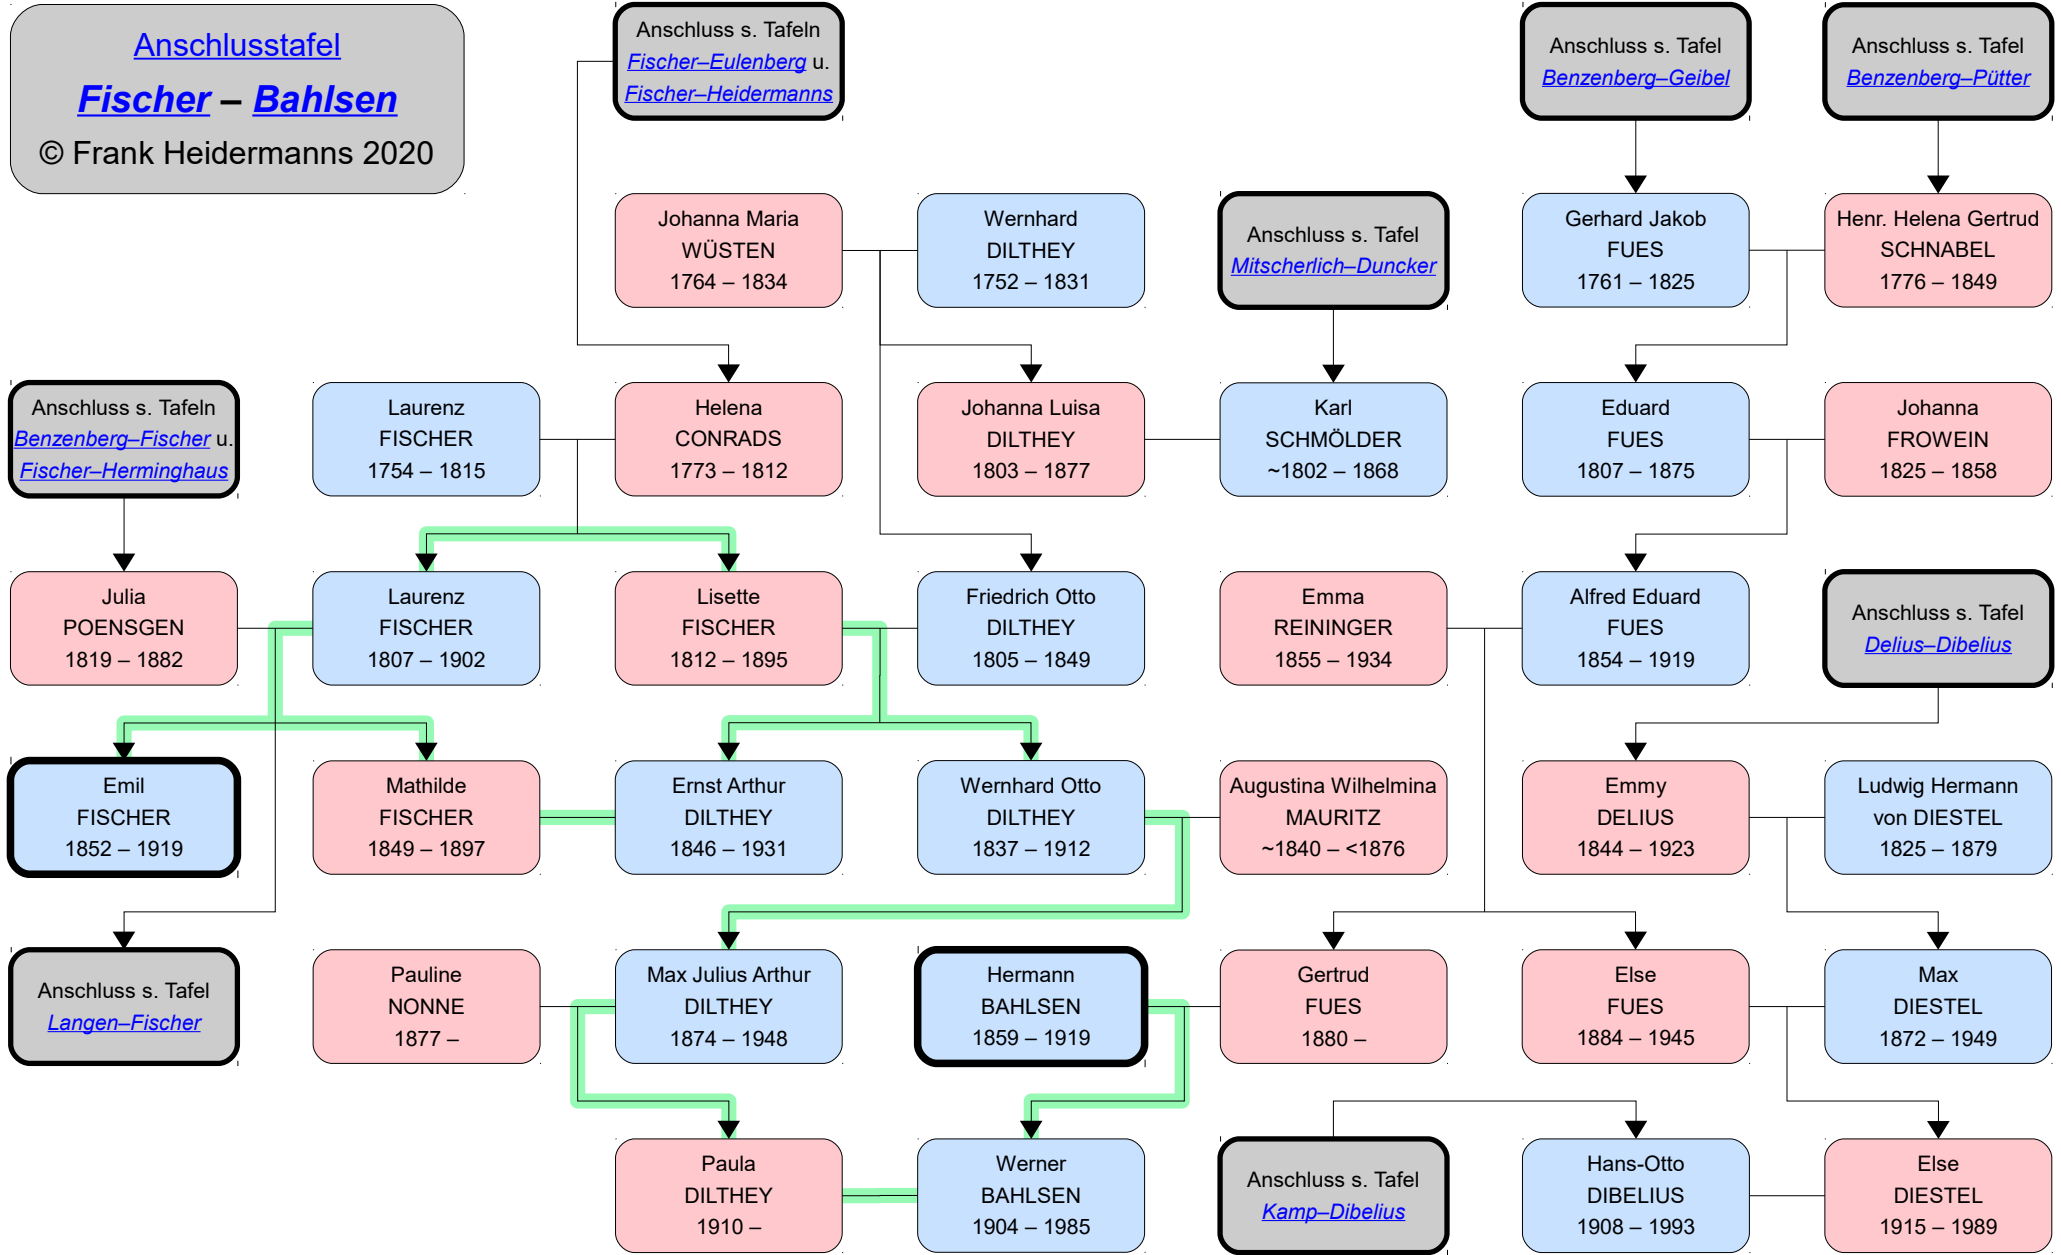 Anschlusstafel
Fischer – Bahlsen
© Frank Heidermanns 2020
Anschluss s. Tafeln
Fischer–Eulenberg u.
Fischer–Heidermanns
Anschluss s. Tafel
Benzenberg–Geibel
Anschluss s. Tafel
Benzenberg–Pütter
Johanna Maria
WÜSTEN
1764 – 1834
Wernhard
DILTHEY
1752 – 1831
Anschluss s. Tafel
Mitscherlich–Duncker
Gerhard Jakob
FUES
1761 – 1825
Henr. Helena Gertrud
SCHNABEL
1776 – 1849
Anschluss s. Tafeln
Benzenberg–Fischer u.
Fischer–Herminghaus
Laurenz
FISCHER
1754 – 1815
Helena
CONRADS
1773 – 1812
Johanna Luisa
DILTHEY
1803 – 1877
Karl
SCHMÖLDER
~1802 – 1868
Eduard
FUES
1807 – 1875
Johanna
FROWEIN
1825 – 1858
Julia
POENSGEN
1819 – 1882
Laurenz
FISCHER
1807 – 1902
Lisette
FISCHER
1812 – 1895
Friedrich Otto
DILTHEY
1805 – 1849
Emma
REININGER
1855 – 1934
Alfred Eduard
FUES
1854 – 1919
Anschluss s. Tafel
Delius–Dibelius
Emil
FISCHER
1852 – 1919
Mathilde
FISCHER
1849 – 1897
Ernst Arthur
DILTHEY
1846 – 1931
Wernhard Otto
DILTHEY
1837 – 1912
Augustina Wilhelmina
MAURITZ
~1840 – <1876
Emmy
DELIUS
1844 – 1923
Ludwig Hermann
von DIESTEL
1825 – 1879
Anschluss s. Tafel
Langen–Fischer
Pauline
NONNE
1877 –
Max Julius Arthur
DILTHEY
1874 – 1948
Hermann
BAHLSEN
1859 – 1919
Gertrud
FUES
1880 –
Else
FUES
1884 – 1945
Max
DIESTEL
1872 – 1949
Paula
DILTHEY
1910 –
Werner
BAHLSEN
1904 – 1985
Anschluss s. Tafel
Kamp–Dibelius
Hans-Otto
DIBELIUS
1908 – 1993
Else
DIESTEL
1915 – 1989